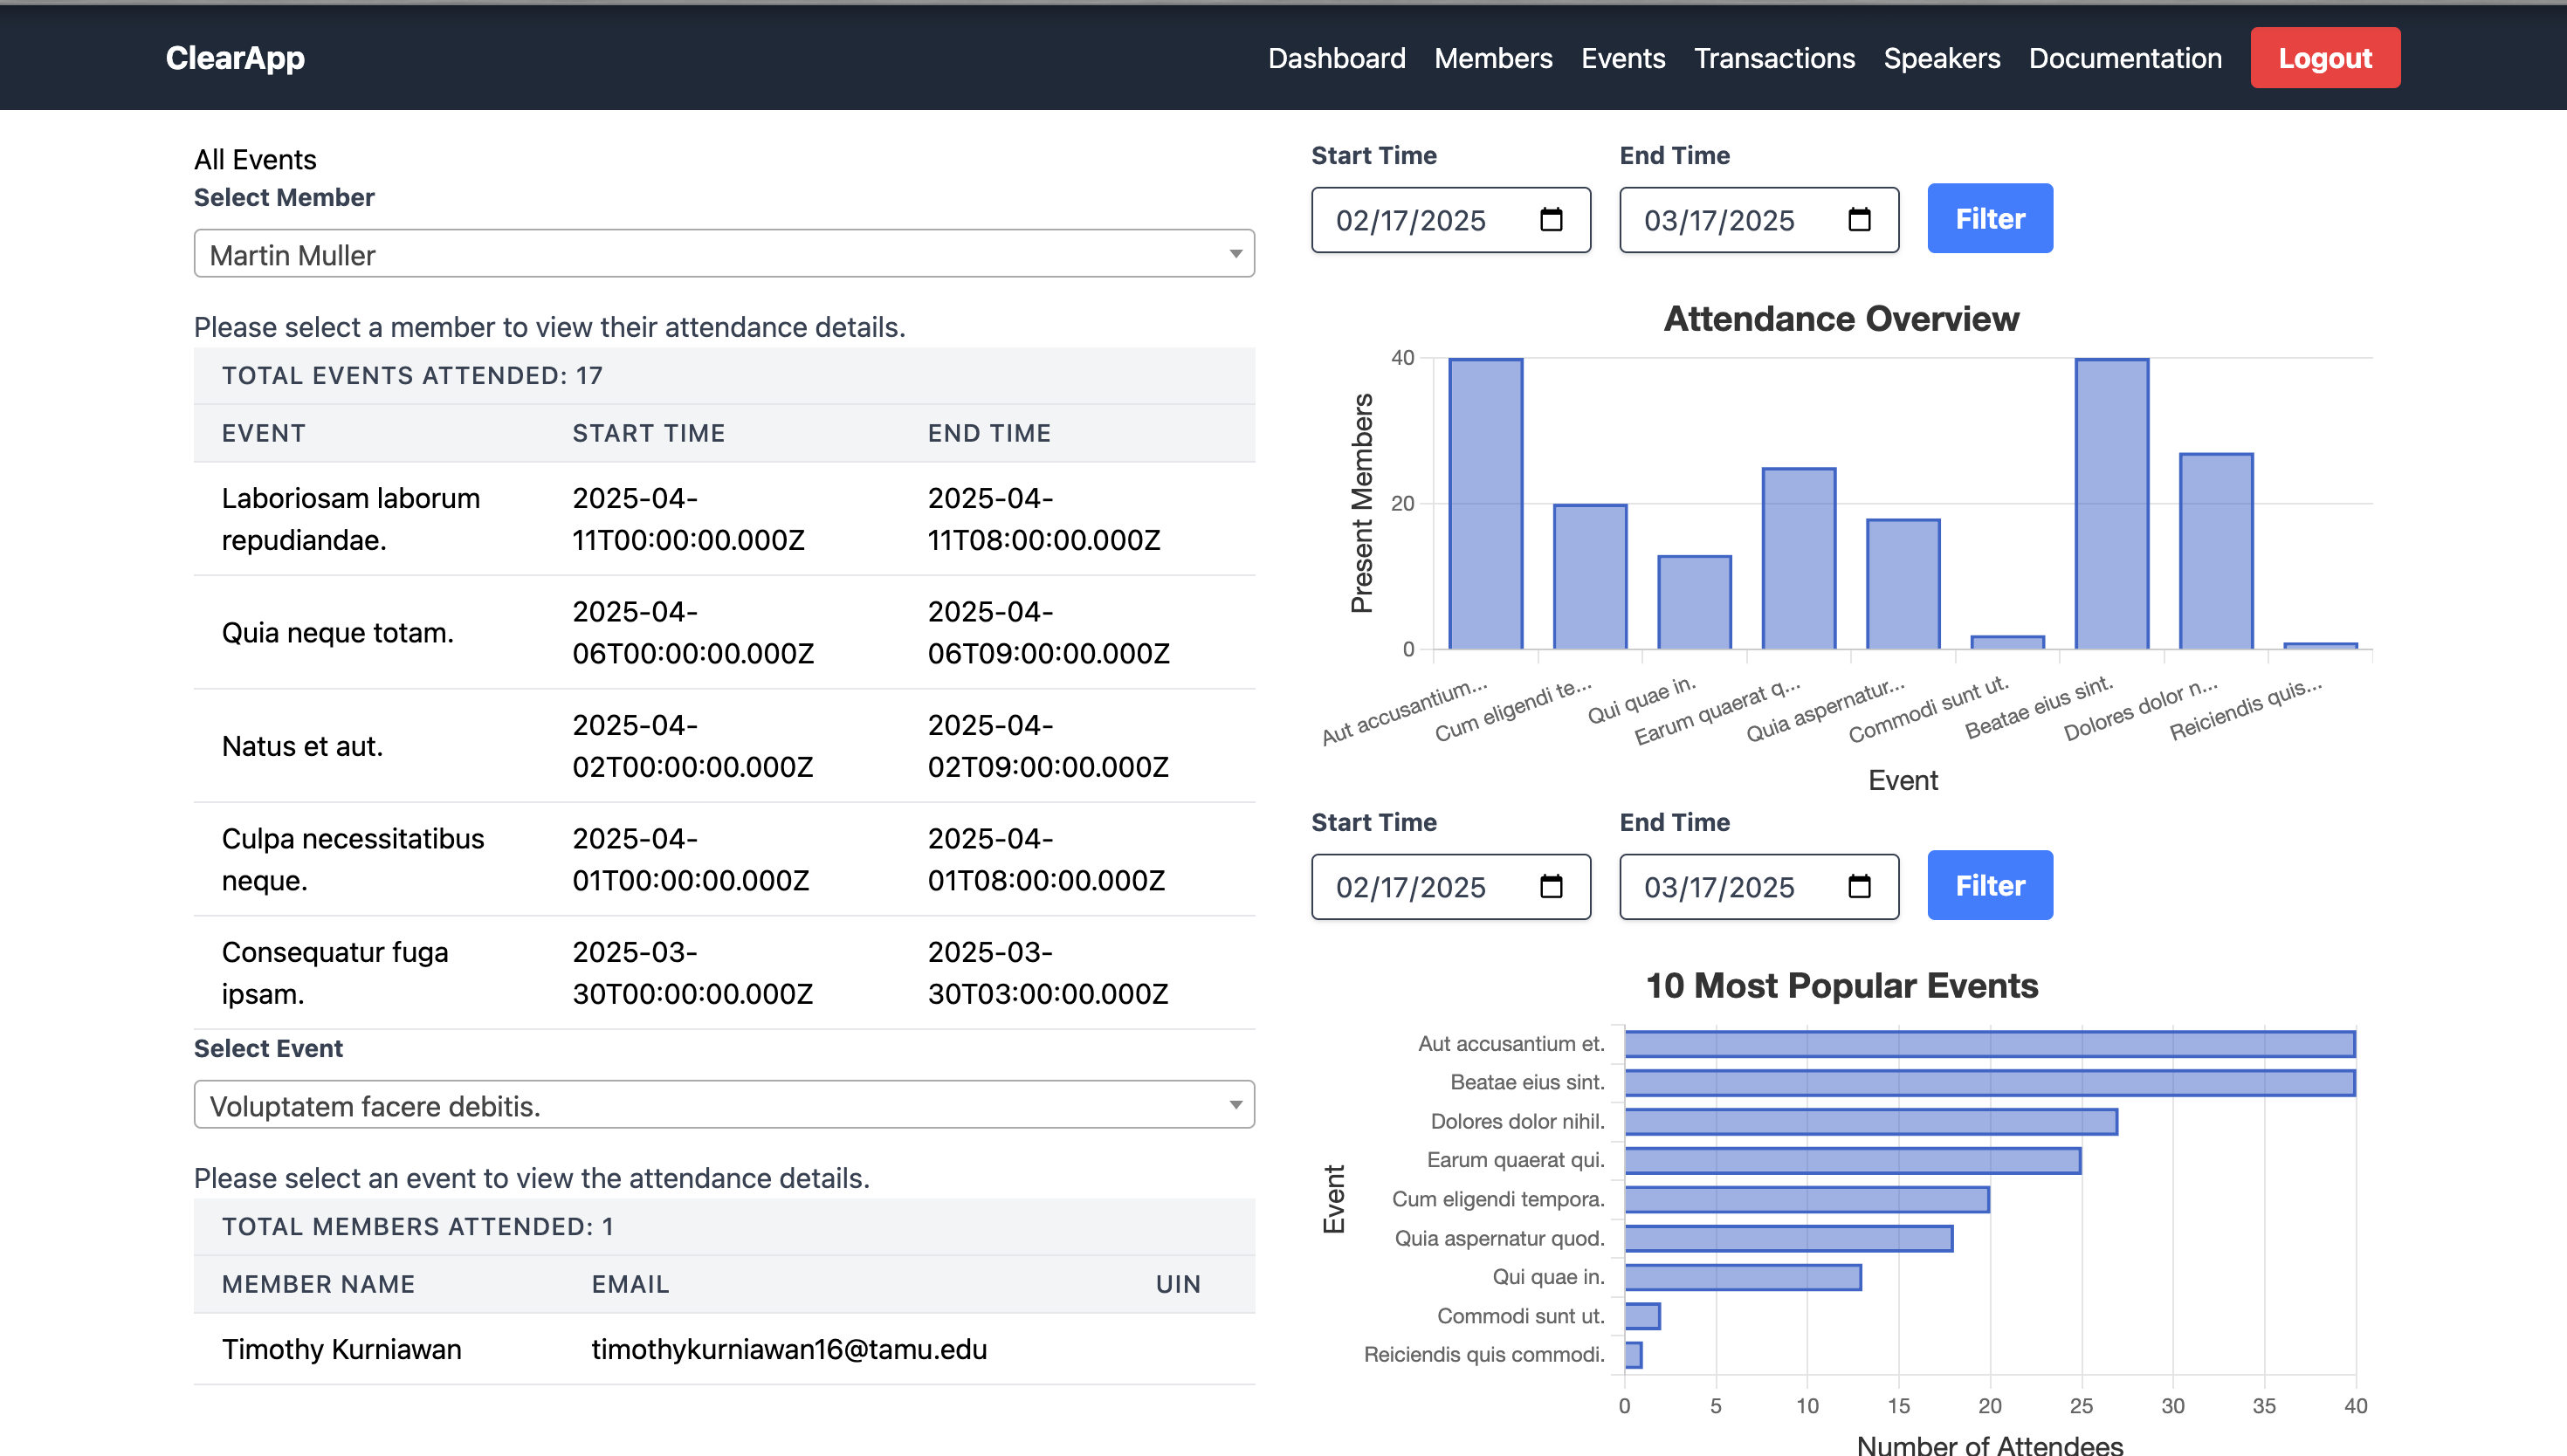 ClearApp
Dashboard Members Events Transactions Speakers Documentation Logout
All Events
Select Member
Martin Muller
Please select a member to view their attendance details.
TOTAL EVENTS ATTENDED: 17
EVENT START TIME END TIME
Laboriosam laborum 2025-04- 2025-04-
repudiandae. 11T00:00:00.000Z 11T08:00:00.000Z
2025-04- 2025-04-
Quia neque totam.
06T00:00:00.000Z 06T09:00:00.000Z
2025-04- 2025-04-
Natus et aut.
02T00:00:00.000Z 02T09:00:00.000Z
Culpa necessitatibus 2025-04- 2025-04-
neque. 01T00:00:00.000Z 01T08:00:00.000Z
Consequatur fuga 2025-03- 2025-03-
ipsam. 30T00:00:00.000Z 30T03:00:00.000Z
Select Event
Voluptatem facere debitis.
Please select an event to view the attendance details.
TOTAL MEMBERS ATTENDED: 1
MEMBER NAME EMAIL UIN
Timothy Kurniawan timothykurniawan16@tamu.edu
Start Time End Time
02/17/2025 03/17/2025 Filter
Attendance Overview
Present Members
40
20
0
Aut accusantium...
Cum eligendi te...
Qui quae in.
Earum quaerat q...
Quia aspernatur...
Commodi sunt ut.
Beatae eius sint.
Dolores dolor n...
Reiciendis quis...
Event
Start Time End Time
02/17/2025 03/17/2025 Filter
10 Most Popular Events
Event
Aut accusantium et.
Beatae eius sint.
Dolores dolor nihil.
Earum quaerat qui.
Cum eligendi tempora.
Quia aspernatur quod.
Qui quae in.
Commodi sunt ut.
Reiciendis quis commodi.
0 5 10 15 20 25 30 35 40
Number of Attendees